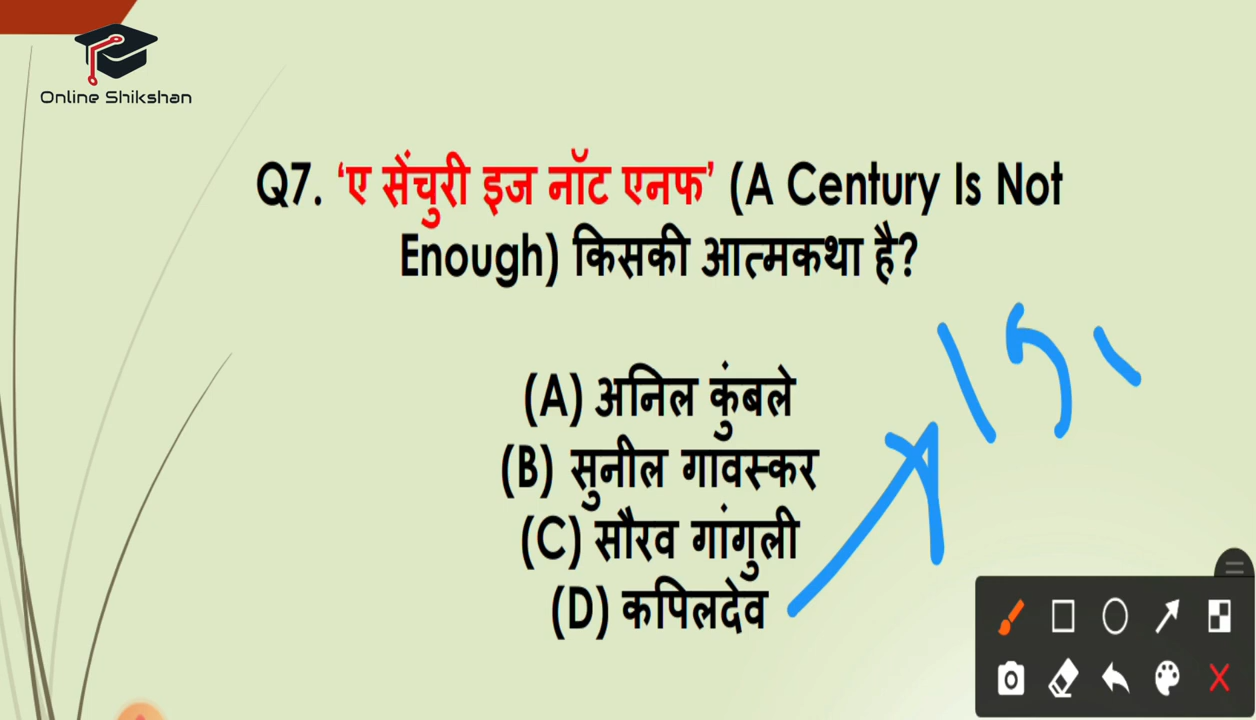 Online Shikshan
Q7. ‘ए सेंचुरी इज नॉट एनफ’ (A Century Is Not
Enough) किसकी आत्मकथा है?
(A) अनिल कुंबले
(B) सुनील गावस्कर
(C) सौरव गांगुली
(D) कपिलदेव